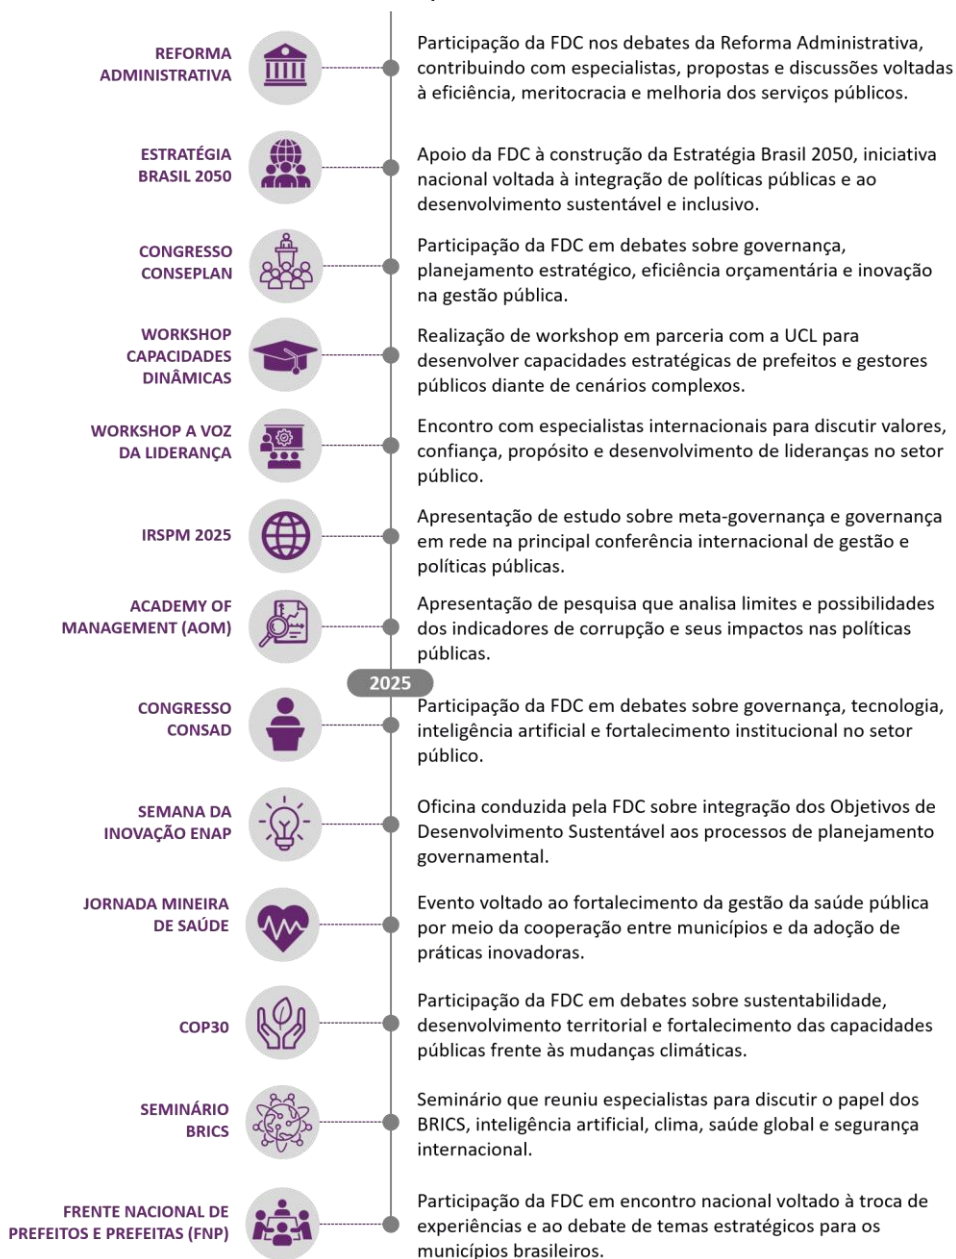 REFORMA
ADMINISTRATIVA
Participação da FDC nos debates da Reforma Administrativa,
contribuindo com especialistas, propostas e discussões voltadas
à eficiência, meritocracia e melhoria dos serviços públicos.
ESTRATÉGIA
BRASIL 2050
Apoio da FDC à construção da Estratégia Brasil 2050, iniciativa
nacional voltada à integração de políticas públicas e ao
desenvolvimento sustentável e inclusivo.
CONGRESSO
CONSEPLAN
Participação da FDC em debates sobre governança,
planejamento estratégico, eficiência orçamentária e inovação
na gestão pública.
WORKSHOP
CAPACIDADES
DINÂMICAS
Realização de workshop em parceria com a UCL para
desenvolver capacidades estratégicas de prefeitos e gestores
públicos diante de cenários complexos.
WORKSHOP A VOZ
DA LIDERANÇA
Encontro com especialistas internacionais para discutir valores,
confiança, propósito e desenvolvimento de lideranças no setor
público.
IRSPM 2025
Apresentação de estudo sobre meta-governança e governança
em rede na principal conferência internacional de gestão e
políticas públicas.
ACADEMY OF
MANAGEMENT (AOM)
Apresentação de pesquisa que analisa limites e possibilidades
dos indicadores de corrupção e seus impactos nas políticas
públicas.
2025
CONGRESSO
CONSAD
Participação da FDC em debates sobre governança, tecnologia,
inteligência artificial e fortalecimento institucional no setor
público.
SEMANA DA
INOVAÇÃO ENAP
Oficina conduzida pela FDC sobre integração dos Objetivos de
Desenvolvimento Sustentável aos processos de planejamento
governamental.
JORNADA MINEIRA
DE SAÚDE
Evento voltado ao fortalecimento da gestão da saúde pública
por meio da cooperação entre municípios e da adoção de
práticas inovadoras.
COP30
Participação da FDC em debates sobre sustentabilidade,
desenvolvimento territorial e fortalecimento das capacidades
públicas frente às mudanças climáticas.
SEMINÁRIO
BRICS
Seminário que reuniu especialistas para discutir o papel dos
BRICS, inteligência artificial, clima, saúde global e segurança
internacional.
FRENTE NACIONAL DE
PREFEITOS E PREFEITAS (FNP)
Participação da FDC em encontro nacional voltado à troca de
experiências e ao debate de temas estratégicos para os
municípios brasileiros.